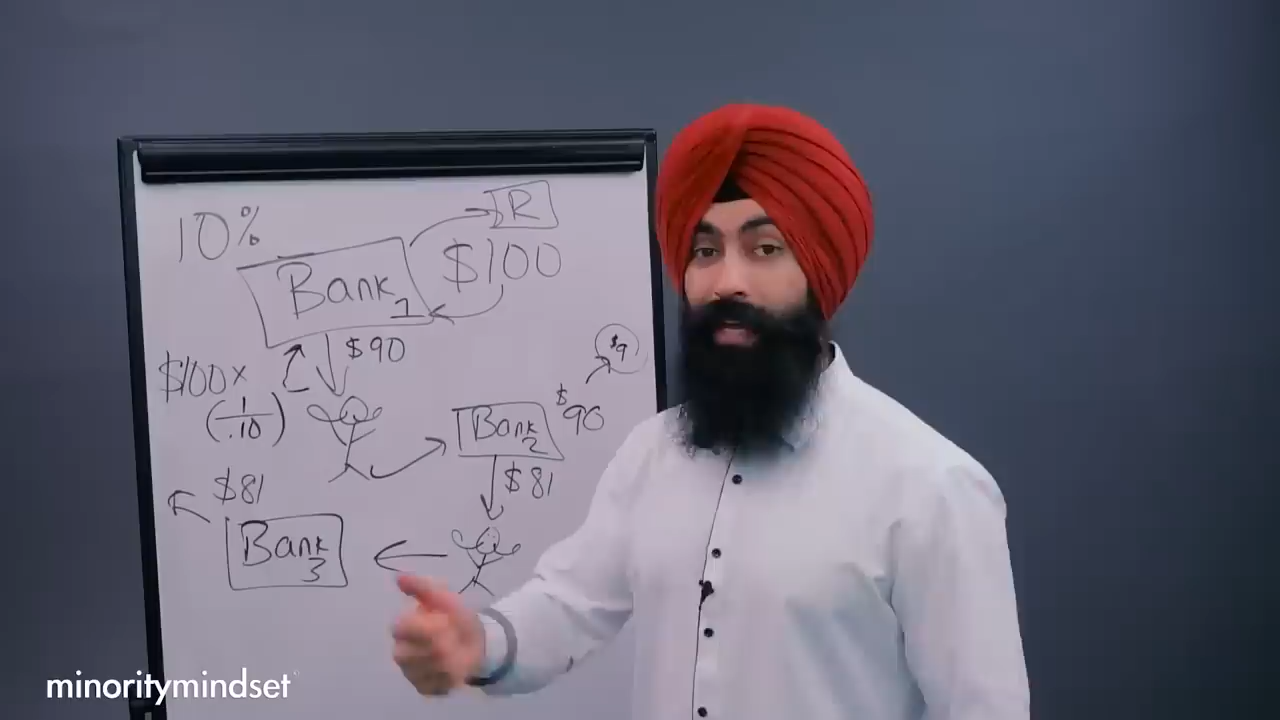 10%
R
Bank 1
$100
$90
$9
$100 x
(1/.10)
Bank 2
$90
$81
$81
Bank
3
minoritymindset